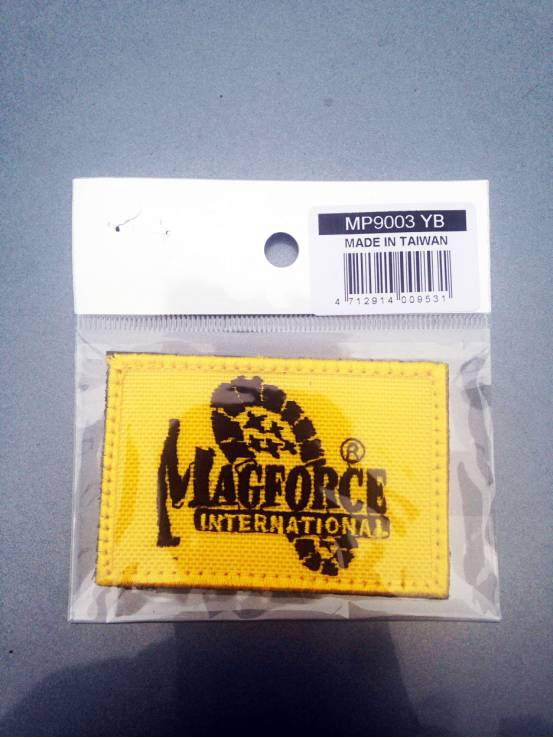 MP9003 YB
MADE IN TAIWAN
4 712914 009531
MAGFORCE®
INTERNATIONAL